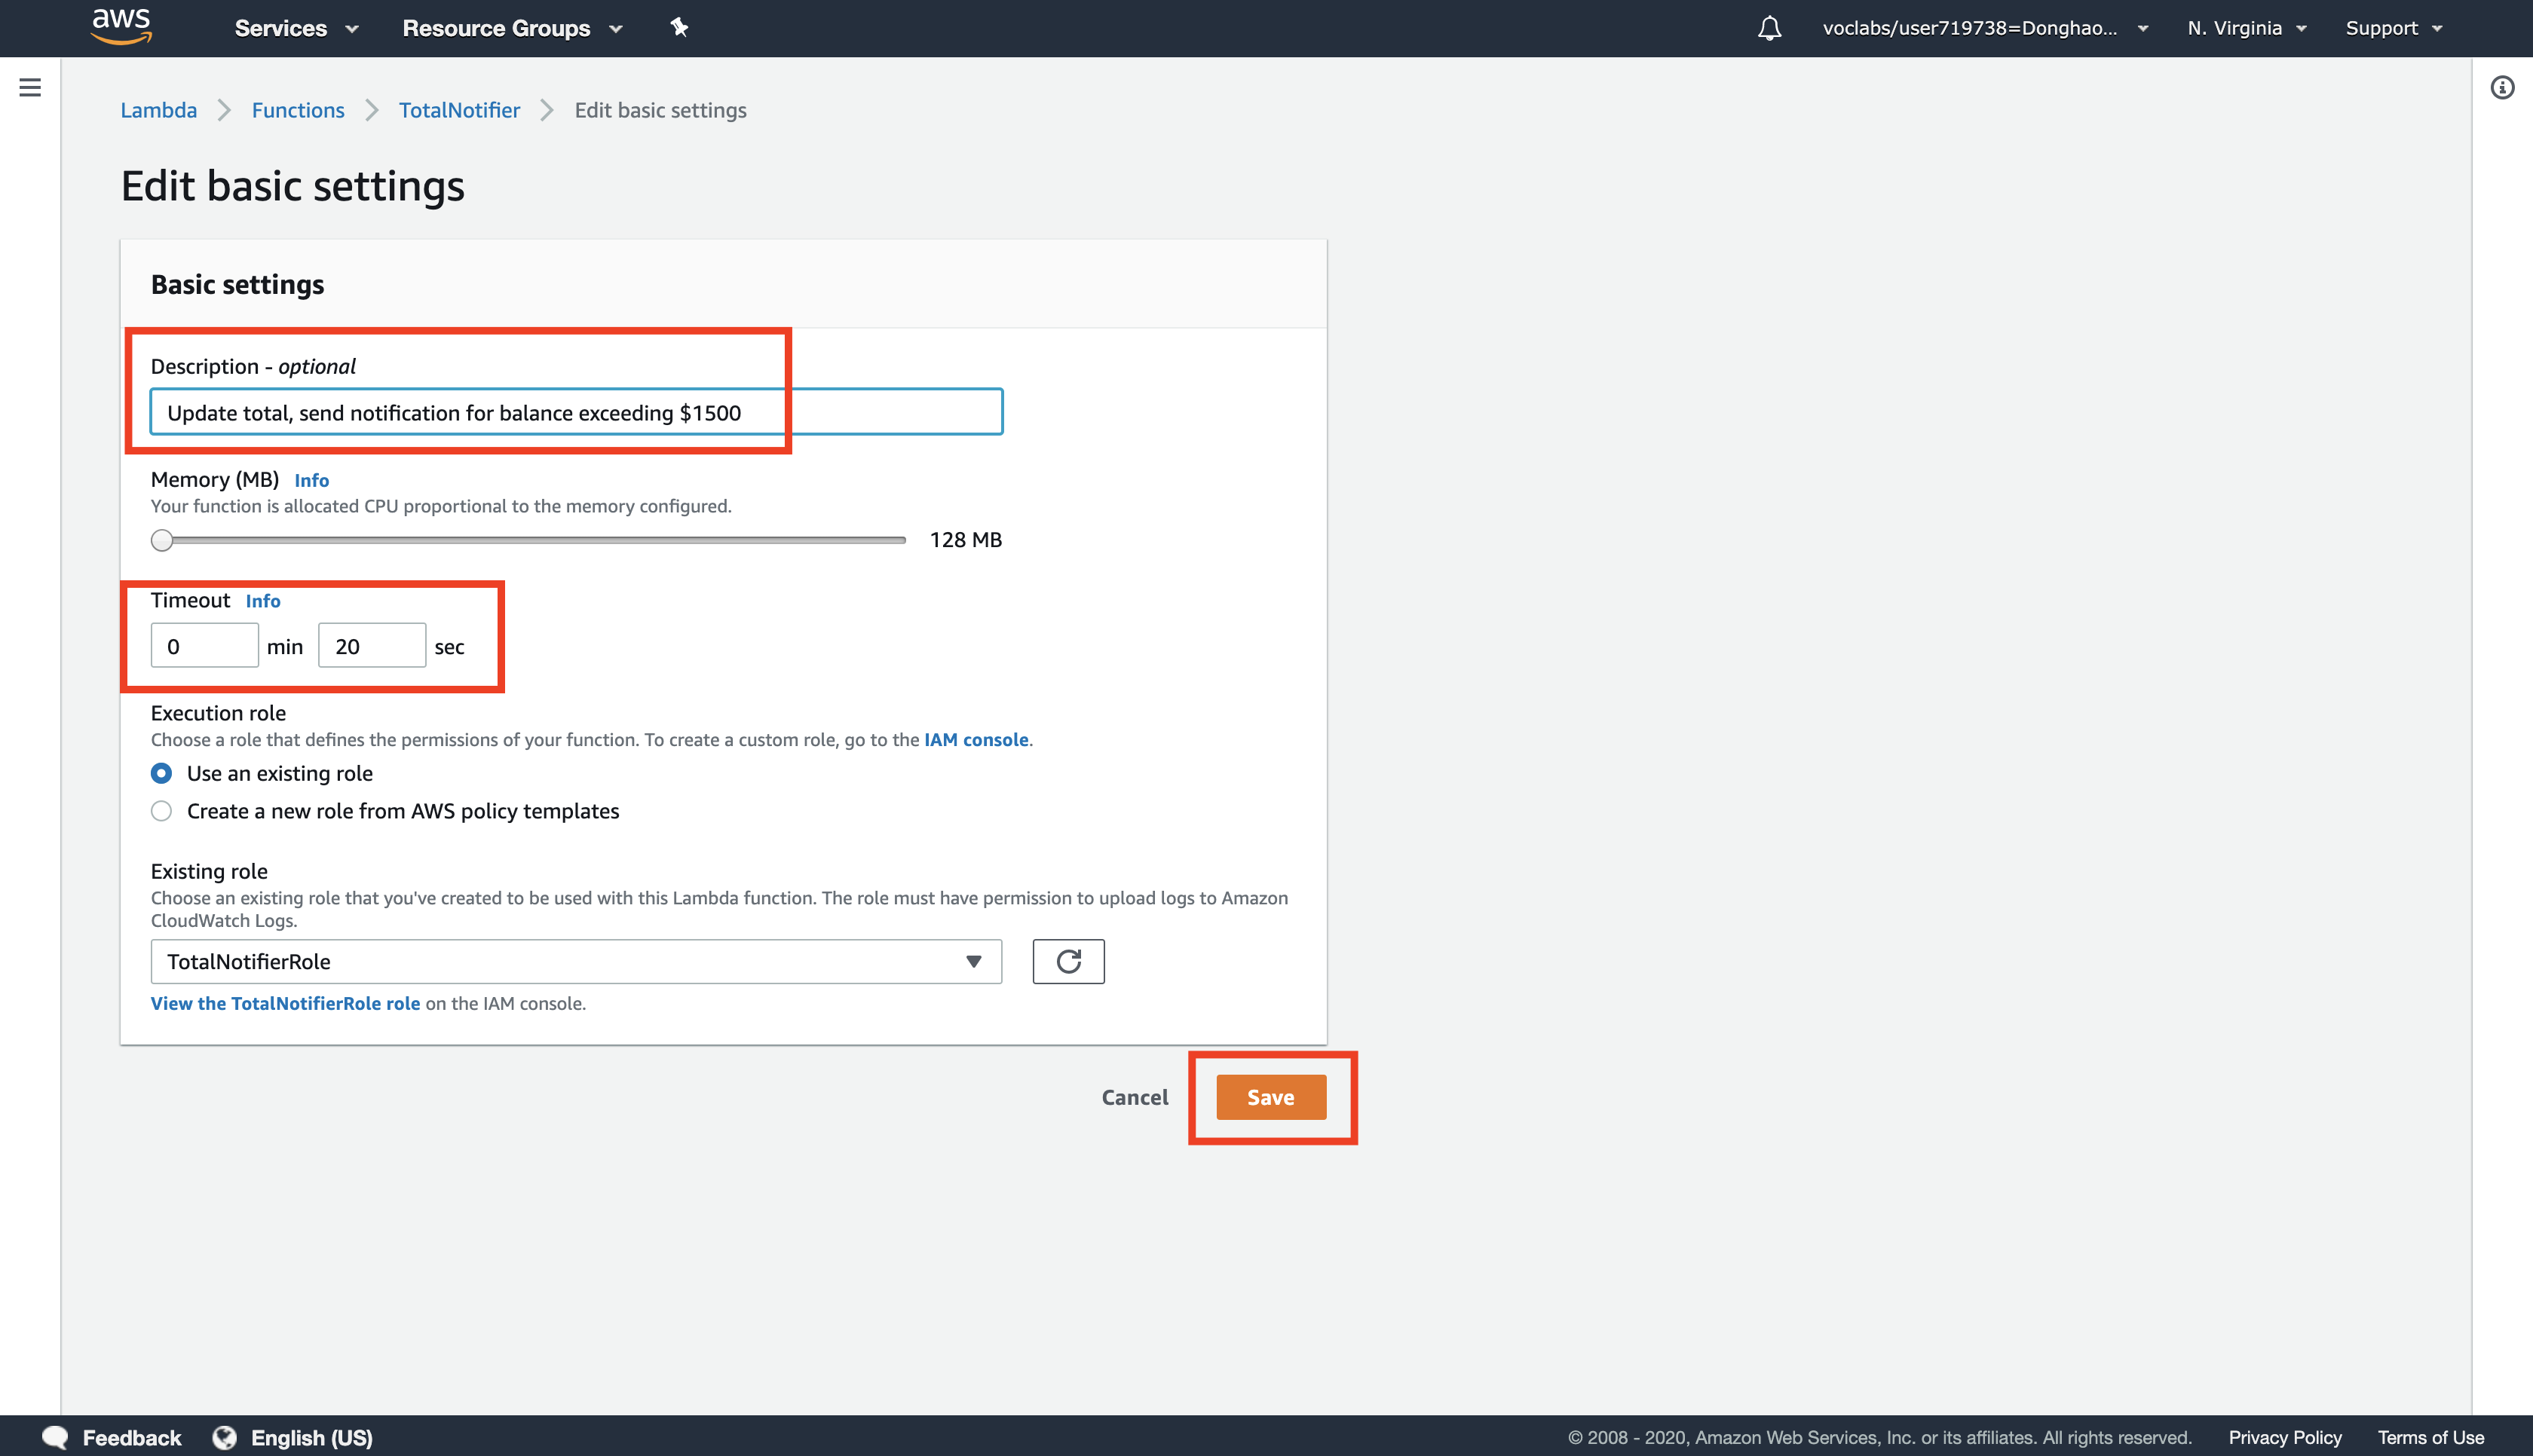 aws
Services
Resource Groups
voclabs/user719738=Donghao...
N. Virginia
Support
Lambda
Functions
TotalNotifier
Edit basic settings
Edit basic settings
Basic settings
Description - optional
Update total, send notification for balance exceeding $1500
Memory (MB) Info
Your function is allocated CPU proportional to the memory configured.
128 MB
Timeout Info
0 min 20 sec
Execution role
Choose a role that defines the permissions of your function. To create a custom role, go to the IAM console.
Use an existing role
Create a new role from AWS policy templates
Existing role
Choose an existing role that you've created to be used with this Lambda function. The role must have permission to upload logs to Amazon
CloudWatch Logs.
TotalNotifierRole
View the TotalNotifierRole role on the IAM console.
Cancel
Save
Feedback
English (US)
© 2008 - 2020, Amazon Web Services, Inc. or its affiliates. All rights reserved.
Privacy Policy
Terms of Use